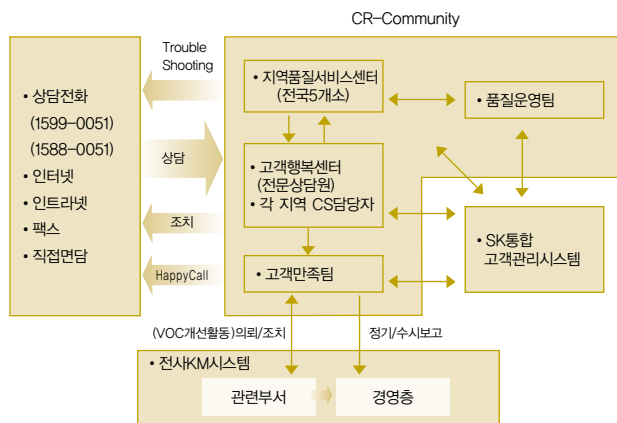 CR-Community
Trouble
Shooting
• 상담전화
(1599-0051)
(1588-0051)
• 인터넷
• 인트라넷
• 팩스
• 직접면담
상담
조치
HappyCall
• 지역품질서비스센터
(전국5개소)
• 품질운영팀
• 고객행복센터
(전문상담원)
• 각 지역 CS담당자
• SK통합
고객관리시스템
• 고객만족팀
(VOC개선활동)의뢰/조치
정기/수시보고
• 전사KM시스템
관련부서
경영층